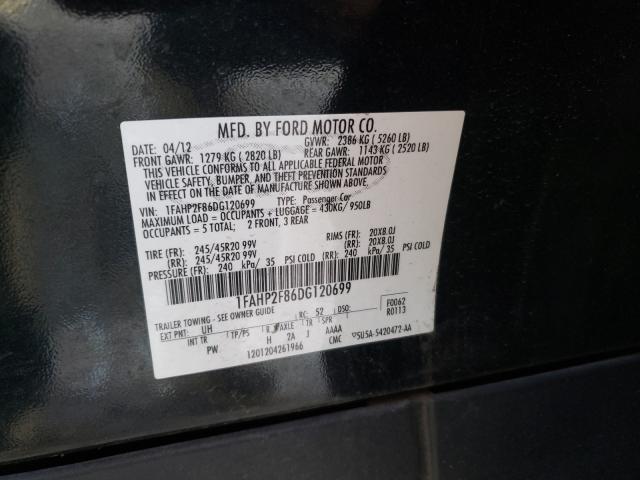 MFD. BY FORD MOTOR CO.
DATE: 04/12 GVWR: 2386 KG ( 5260 LB)
FRONT GAWR: 1279 KG ( 2820 LB) REAR GAWR: 1143 KG ( 2520 LB)
THIS VEHICLE CONFORMS TO ALL APPLICABLE FEDERAL MOTOR
VEHICLE SAFETY, BUMPER, AND THEFT PREVENTION STANDARDS
IN EFFECT ON THE DATE OF MANUFACTURE SHOWN ABOVE.
VIN: 1FAHP2F86DG120699 TYPE: Passenger Car
MAXIMUM LOAD = OCCUPANTS + LUGGAGE = 430KG/ 950LB
OCCUPANTS = 5 TOTAL; 2 FRONT, 3 REAR
TIRE (FR): 245/45R20 99V RIMS (FR): 20X8.0J
(RR): 245/45R20 99V (RR): 20X8.0J
PRESSURE (FR): 240 kPa/ 35 PSI COLD (RR): 240 kPa/ 35 PSI COLD
1FAHP2F86DG120699
TRAILER TOWING - SEE OWNER GUIDE
EXT PNT: UH RC: 52 DSO: F0062
R0113
INT TR TP/PS R AXLE TR SPR
PW H 2A J AAAA
1201204261966 CMC 5U5A-5420472-AA